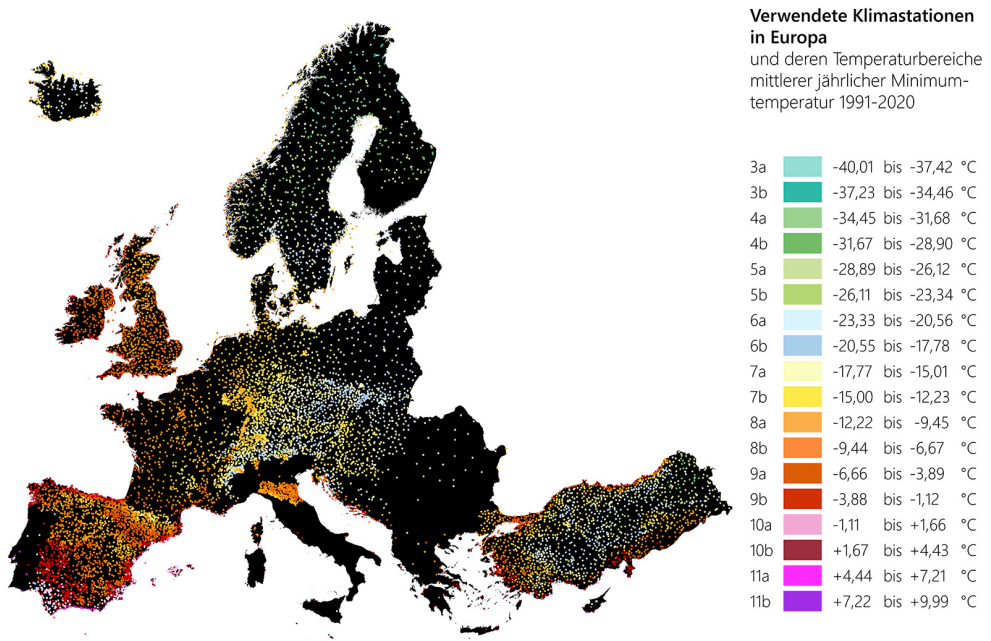 Verwendete Klimastationen
in Europa
und deren Temperaturbereiche
mittlerer jährlicher Minimum-
temperatur 1991-2020
3a -40,01 bis -37,42 °C
3b -37,23 bis -34,46 °C
4a -34,45 bis -31,68 °C
4b -31,67 bis -28,90 °C
5a -28,89 bis -26,12 °C
5b -26,11 bis -23,34 °C
6a -23,33 bis -20,56 °C
6b -20,55 bis -17,78 °C
7a -17,77 bis -15,01 °C
7b -15,00 bis -12,23 °C
8a -12,22 bis -9,45 °C
8b -9,44 bis -6,67 °C
9a -6,66 bis -3,89 °C
9b -3,88 bis -1,12 °C
10a -1,11 bis +1,66 °C
10b +1,67 bis +4,43 °C
11a +4,44 bis +7,21 °C
11b +7,22 bis +9,99 °C